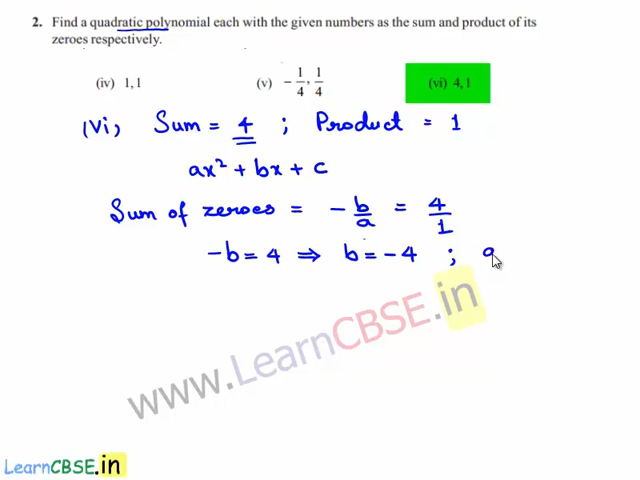 2. Find a quadratic polynomial each with the given numbers as the sum and product of its
zeroes respectively.
(iv) 1, 1 (v) -1/4, 1/4 (vi) 4, 1
(vi) Sum = 4 ; Product = 1
ax² + bx + c
Sum of zeroes = - b/a = 4/1
-b = 4 ⇒ b = -4 ; a
www.LearnCBSE.in
LearnCBSE.in